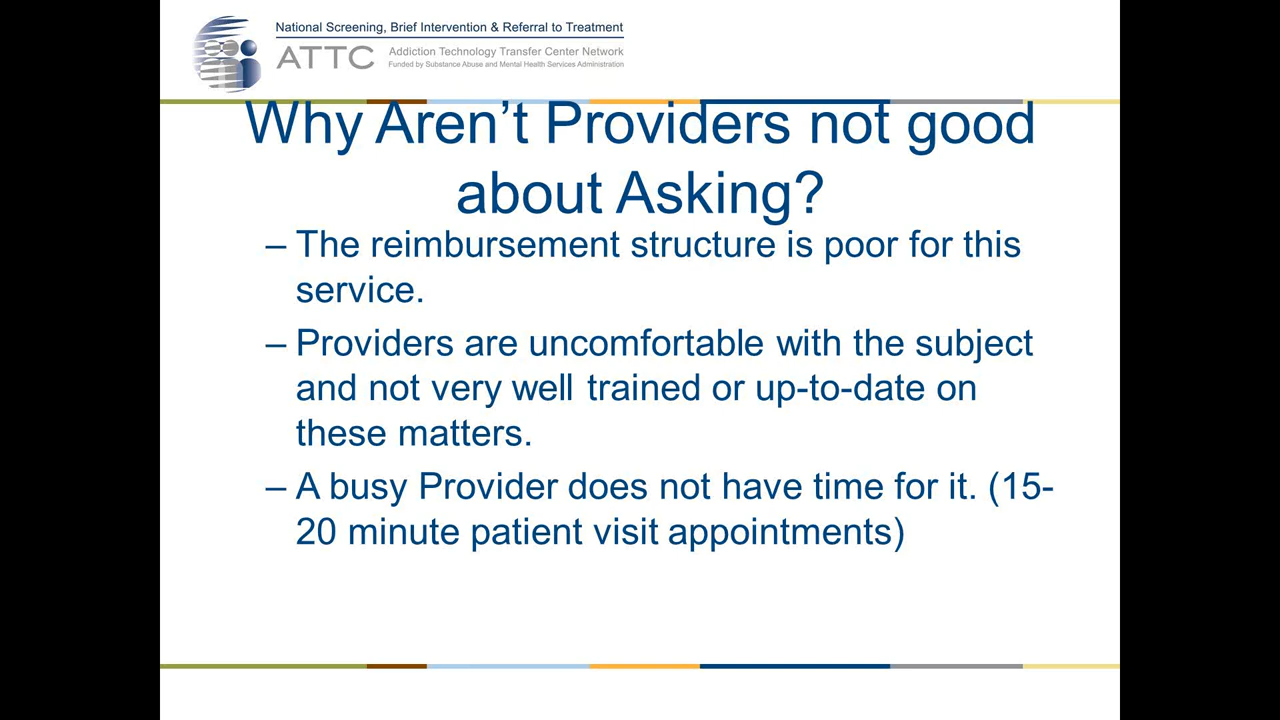 National Screening, Brief Intervention & Referral to Treatment
ATTC
Addiction Technology Transfer Center Network
Funded by Substance Abuse and Mental Health Services Administration
Why Aren’t Providers not good
about Asking?
– The reimbursement structure is poor for this
service.
– Providers are uncomfortable with the subject
and not very well trained or up-to-date on
these matters.
– A busy Provider does not have time for it. (15-
20 minute patient visit appointments)